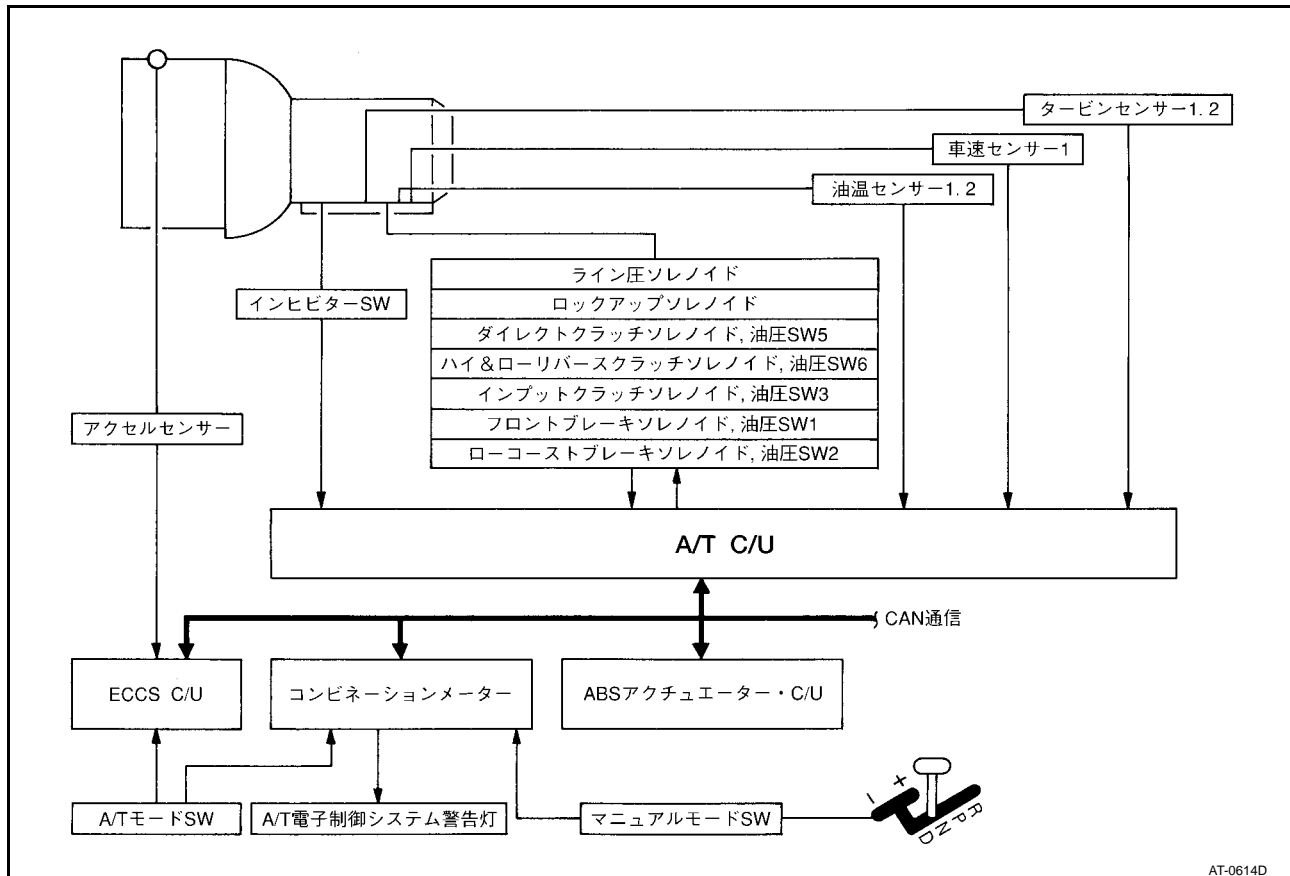 タービンセンサー1.2
車速センサー1
油温センサー1.2
ライン圧ソレノイド
インヒビターSW
ロックアップソレノイド
ダイレクトクラッチソレノイド, 油圧SW5
ハイ&ローリバースクラッチソレノイド, 油圧SW6
インプットクラッチソレノイド, 油圧SW3
フロントブレーキソレノイド, 油圧SW1
アクセルセンサー
ローコーストブレーキソレノイド, 油圧SW2
A/T C/U
CAN通信
ECCS C/U
コンビネーションメーター
ABSアクチュエーター・C/U
A/TモードSW
A/T電子制御システム警告灯
マニュアルモードSW
+
−
R
P
N
D
AT-0614D